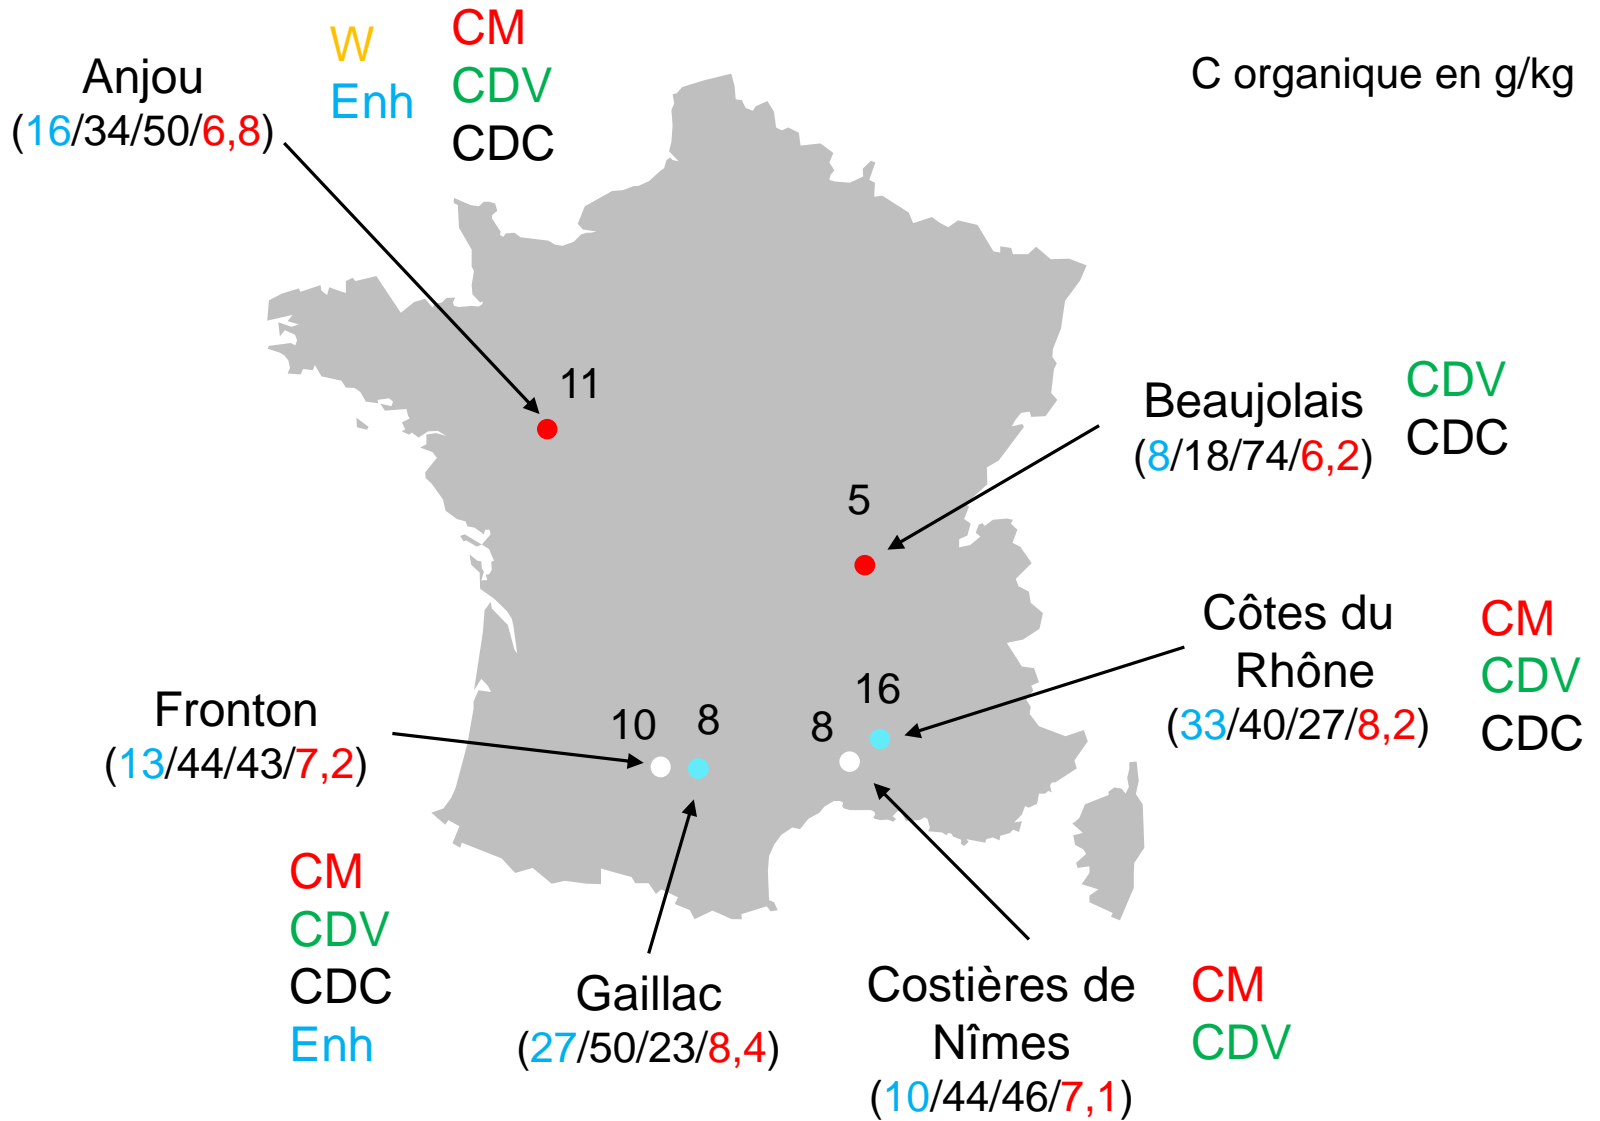 W
Enh
CM
CDV
CDC
Anjou
(16/34/50/6,8)
C organique en g/kg
11
Beaujolais
(8/18/74/6,2)
CDV
CDC
5
Côtes du
Rhône
(33/40/27/8,2)
CM
CDV
CDC
16
Fronton
(13/44/43/7,2)
10
8
8
CM
CDV
CDC
Enh
Gaillac
(27/50/23/8,4)
Costières de
Nîmes
(10/44/46/7,1)
CM
CDV